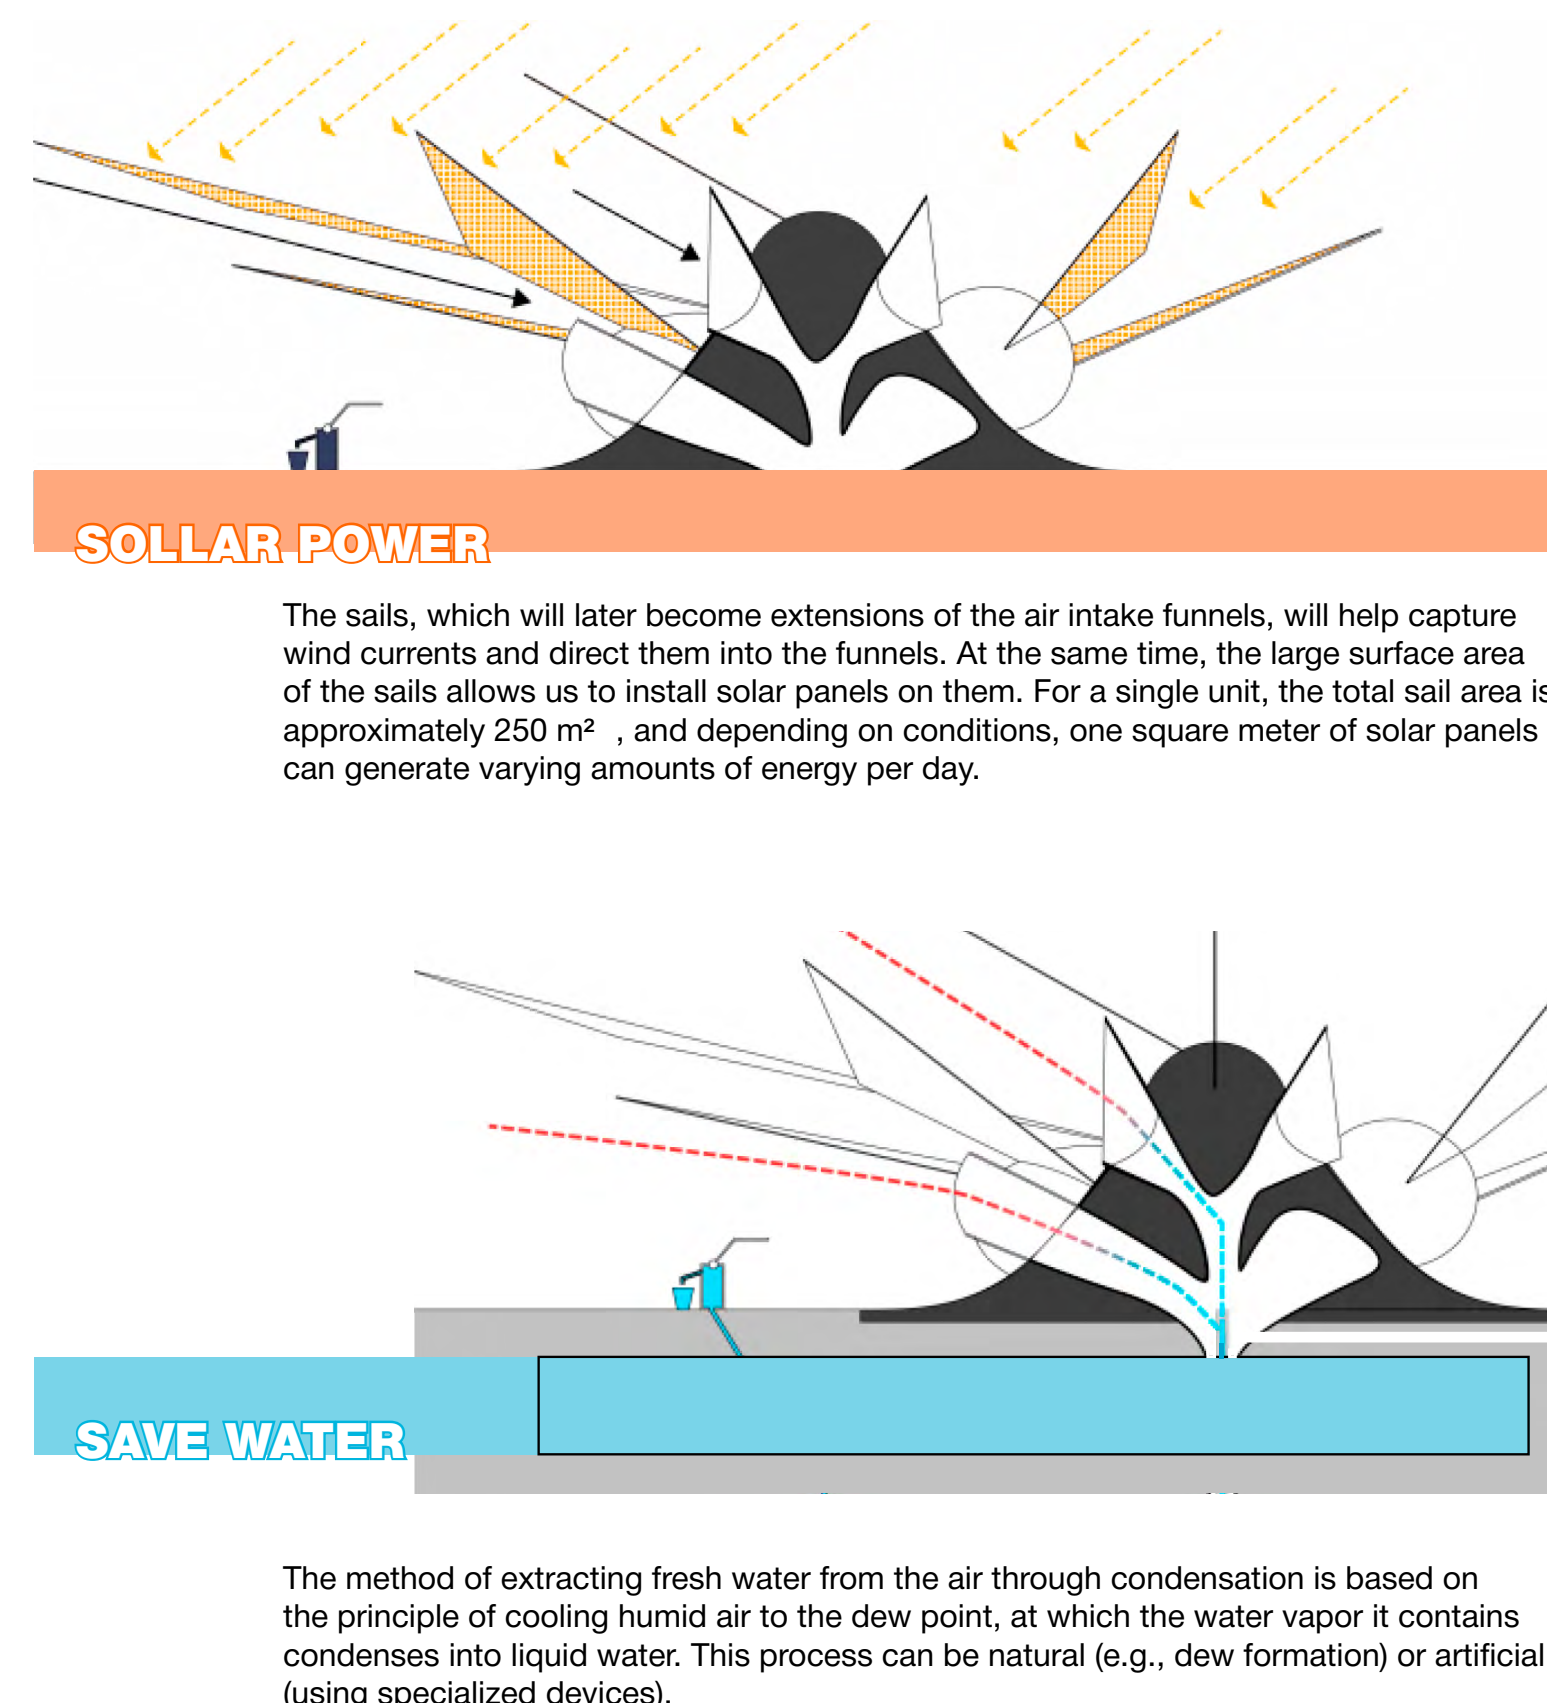 SOLLAR POWER
The sails, which will later become extensions of the air intake funnels, will help capture
wind currents and direct them into the funnels. At the same time, the large surface area
of the sails allows us to install solar panels on them. For a single unit, the total sail area is
approximately 250 m² , and depending on conditions, one square meter of solar panels
can generate varying amounts of energy per day.
SAVE WATER
The method of extracting fresh water from the air through condensation is based on
the principle of cooling humid air to the dew point, at which the water vapor it contains
condenses into liquid water. This process can be natural (e.g., dew formation) or artificial
(using specialized devices).